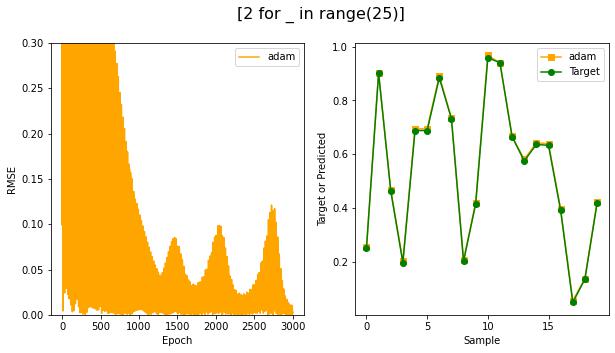 [2 for _ in range(25)]
adam
0.30
0.25
0.20
0.15
0.10
0.05
0.00
RMSE
0 500 1000 1500 2000 2500 3000
Epoch
adam
Target
1.0
0.8
0.6
0.4
0.2
Target or Predicted
0 5 10 15
Sample